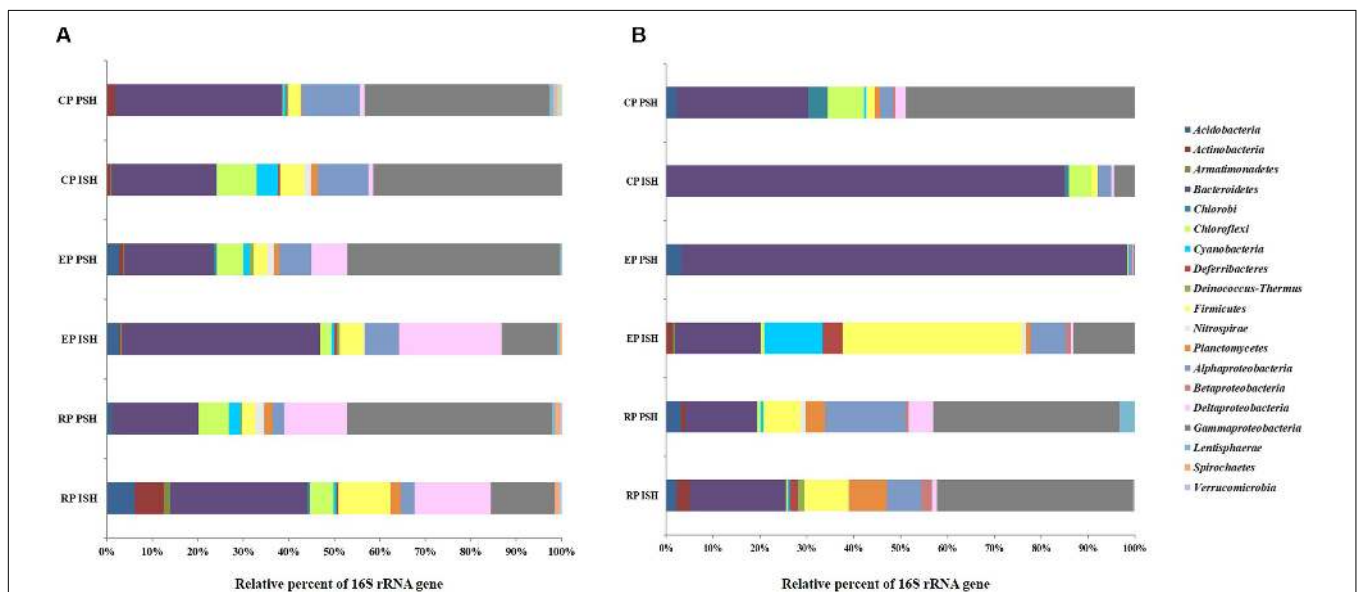 A
CP PSH
CP ISH
EP PSH
EP ISH
RP PSH
RP ISH
0% 10% 20% 30% 40% 50% 60% 70% 80% 90% 100%
Relative percent of 16S rRNA gene
B
CP PSH
CP ISH
EP PSH
EP ISH
RP PSH
RP ISH
0% 10% 20% 30% 40% 50% 60% 70% 80% 90% 100%
Relative percent of 16S rRNA gene
Acidobacteria
Actinobacteria
Armatimonadetes
Bacteroidetes
Chlorobi
Chloroflexi
Cyanobacteria
Deferribacteres
Deinococcus-Thermus
Firmicutes
Nitrospirae
Planctomycetes
Alphaproteobacteria
Betaproteobacteria
Deltaproteobacteria
Gammaproteobacteria
Lentisphaerae
Spirochaetes
Verrucomicrobia